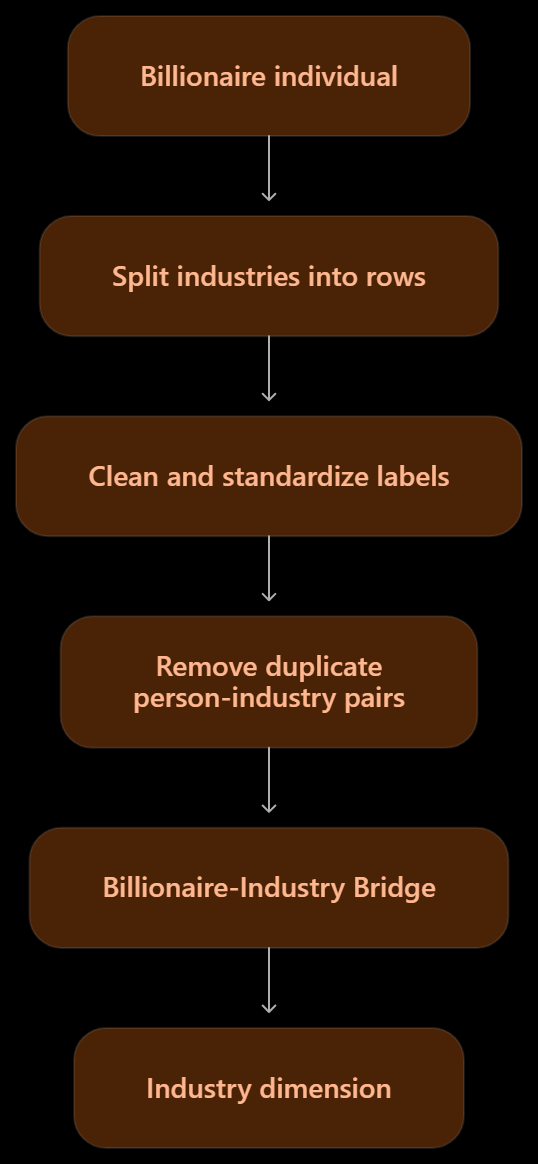 Billionaire individual
Split industries into rows
Clean and standardize labels
Remove duplicate
person-industry pairs
Billionaire-Industry Bridge
Industry dimension